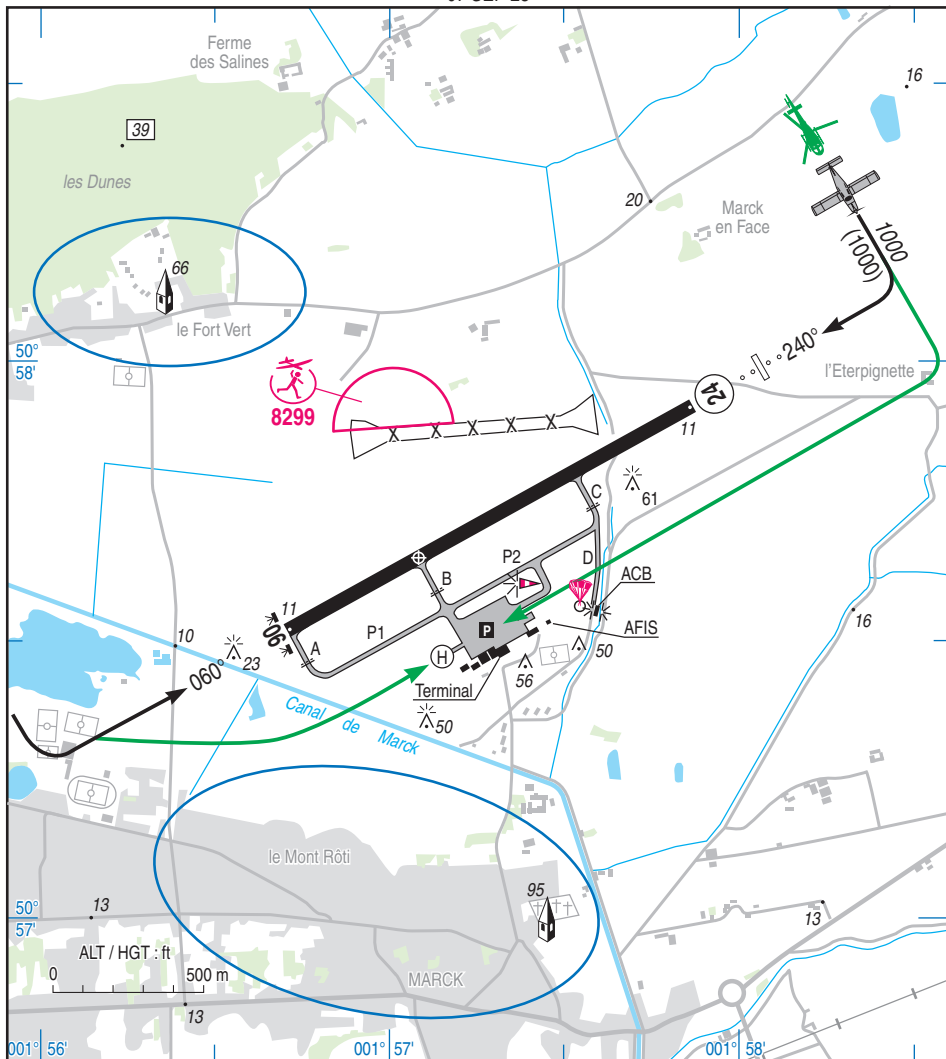 Ferme
des Salines
16
39
les Dunes
20
Marck
en Face
1000
(1000)
66
le Fort Vert
240°
50°
58'
l'Eterpignette
24
8299
11
C
61
P2
B
D
ACB
11
06
A
P1
P
AFIS
10
23
060°
H
50
16
56
Terminal
50
Canal de Marck
le Mont Rôti
95
50°
57'
13
13
ALT / HGT : ft
0 500 m
MARCK
13
001° 56'
001° 57'
001° 58'